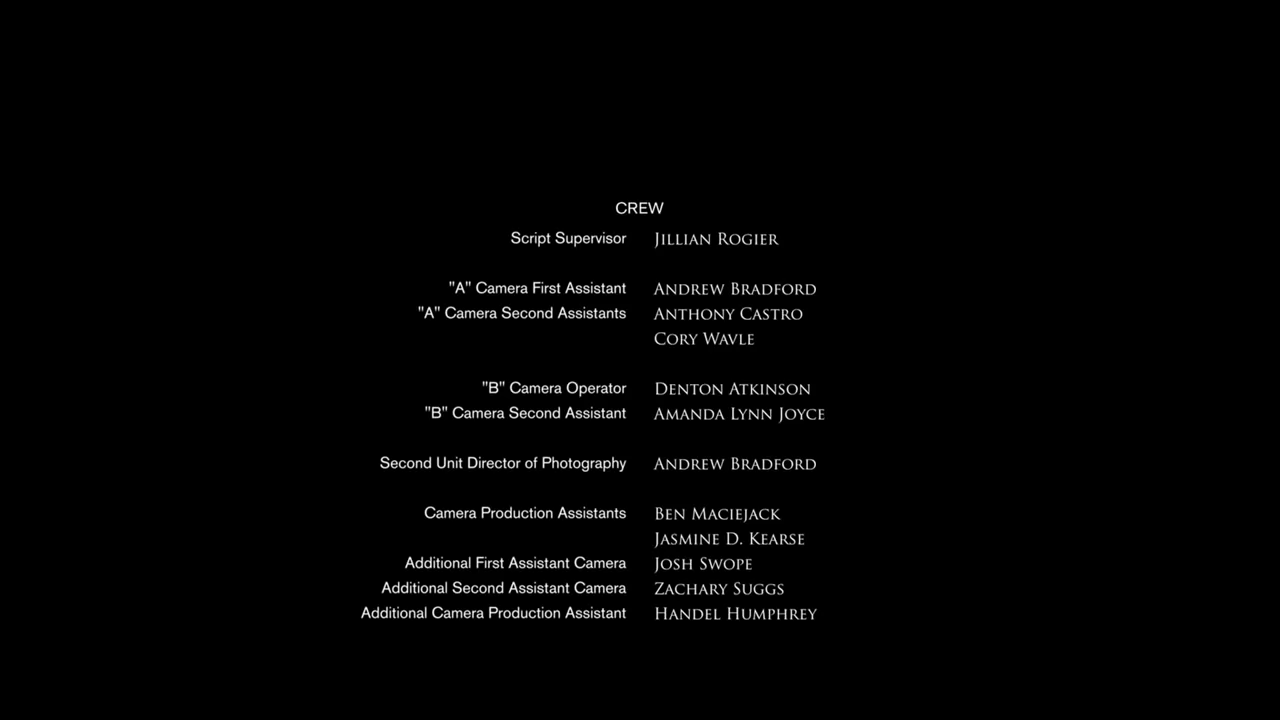 CREW
Script Supervisor JILLIAN ROGIER
"A" Camera First Assistant ANDREW BRADFORD
"A" Camera Second Assistants ANTHONY CASTRO
CORY WAVLE
"B" Camera Operator DENTON ATKINSON
"B" Camera Second Assistant AMANDA LYNN JOYCE
Second Unit Director of Photography ANDREW BRADFORD
Camera Production Assistants BEN MACIEJACK
JASMINE D. KEARSE
Additional First Assistant Camera JOSH SWOPE
Additional Second Assistant Camera ZACHARY SUGGS
Additional Camera Production Assistant HANDEL HUMPHREY